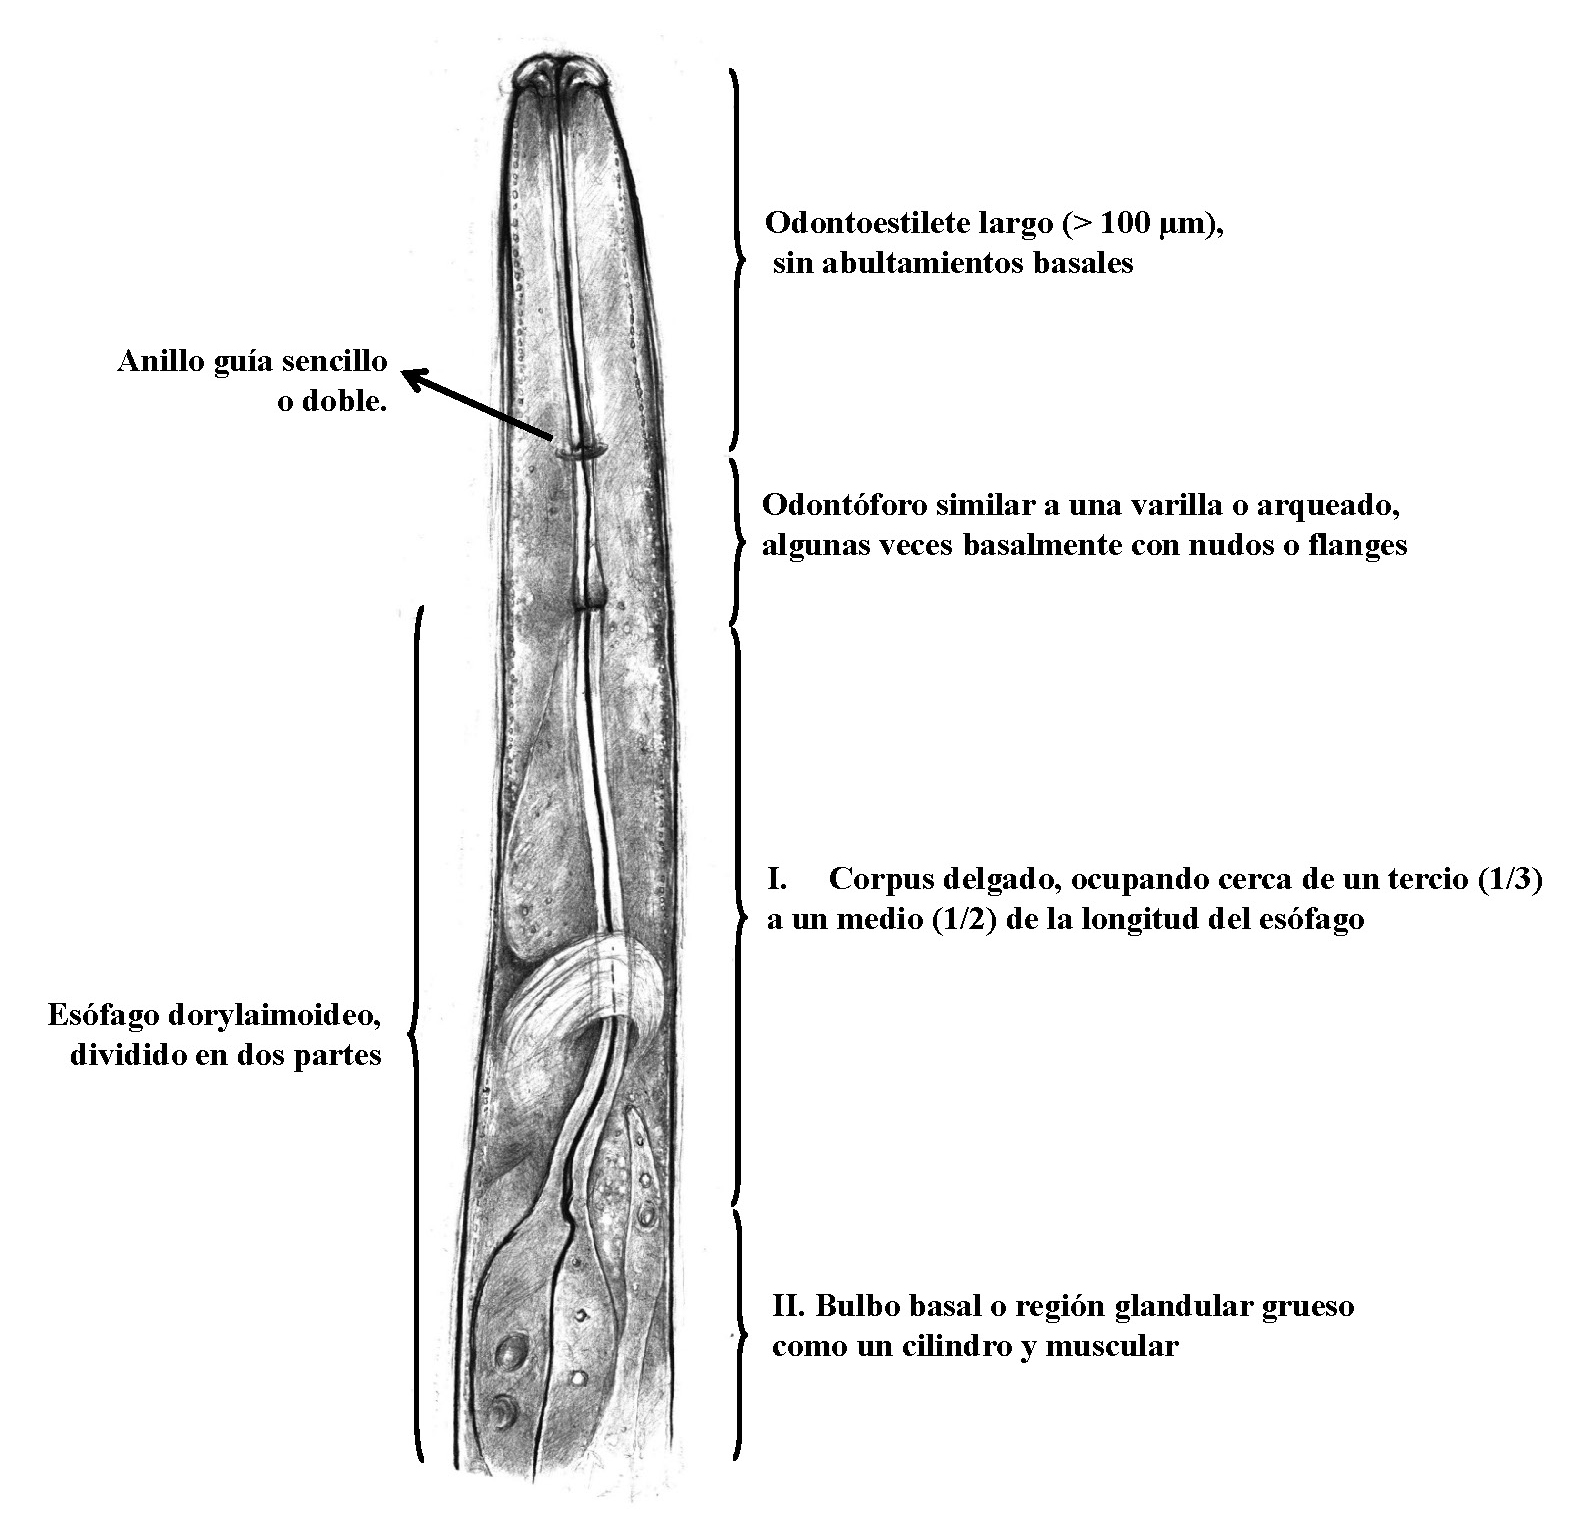 Odontoestilete largo (> 100 μm),
sin abultamientos basales
Anillo guía sencillo
o doble.
Odontóforo similar a una varilla o arqueado,
algunas veces basalmente con nudos o flanges
I. Corpus delgado, ocupando cerca de un tercio (1/3)
a un medio (1/2) de la longitud del esófago
Esófago dorylaimoideo,
dividido en dos partes
II. Bulbo basal o región glandular grueso
como un cilindro y muscular